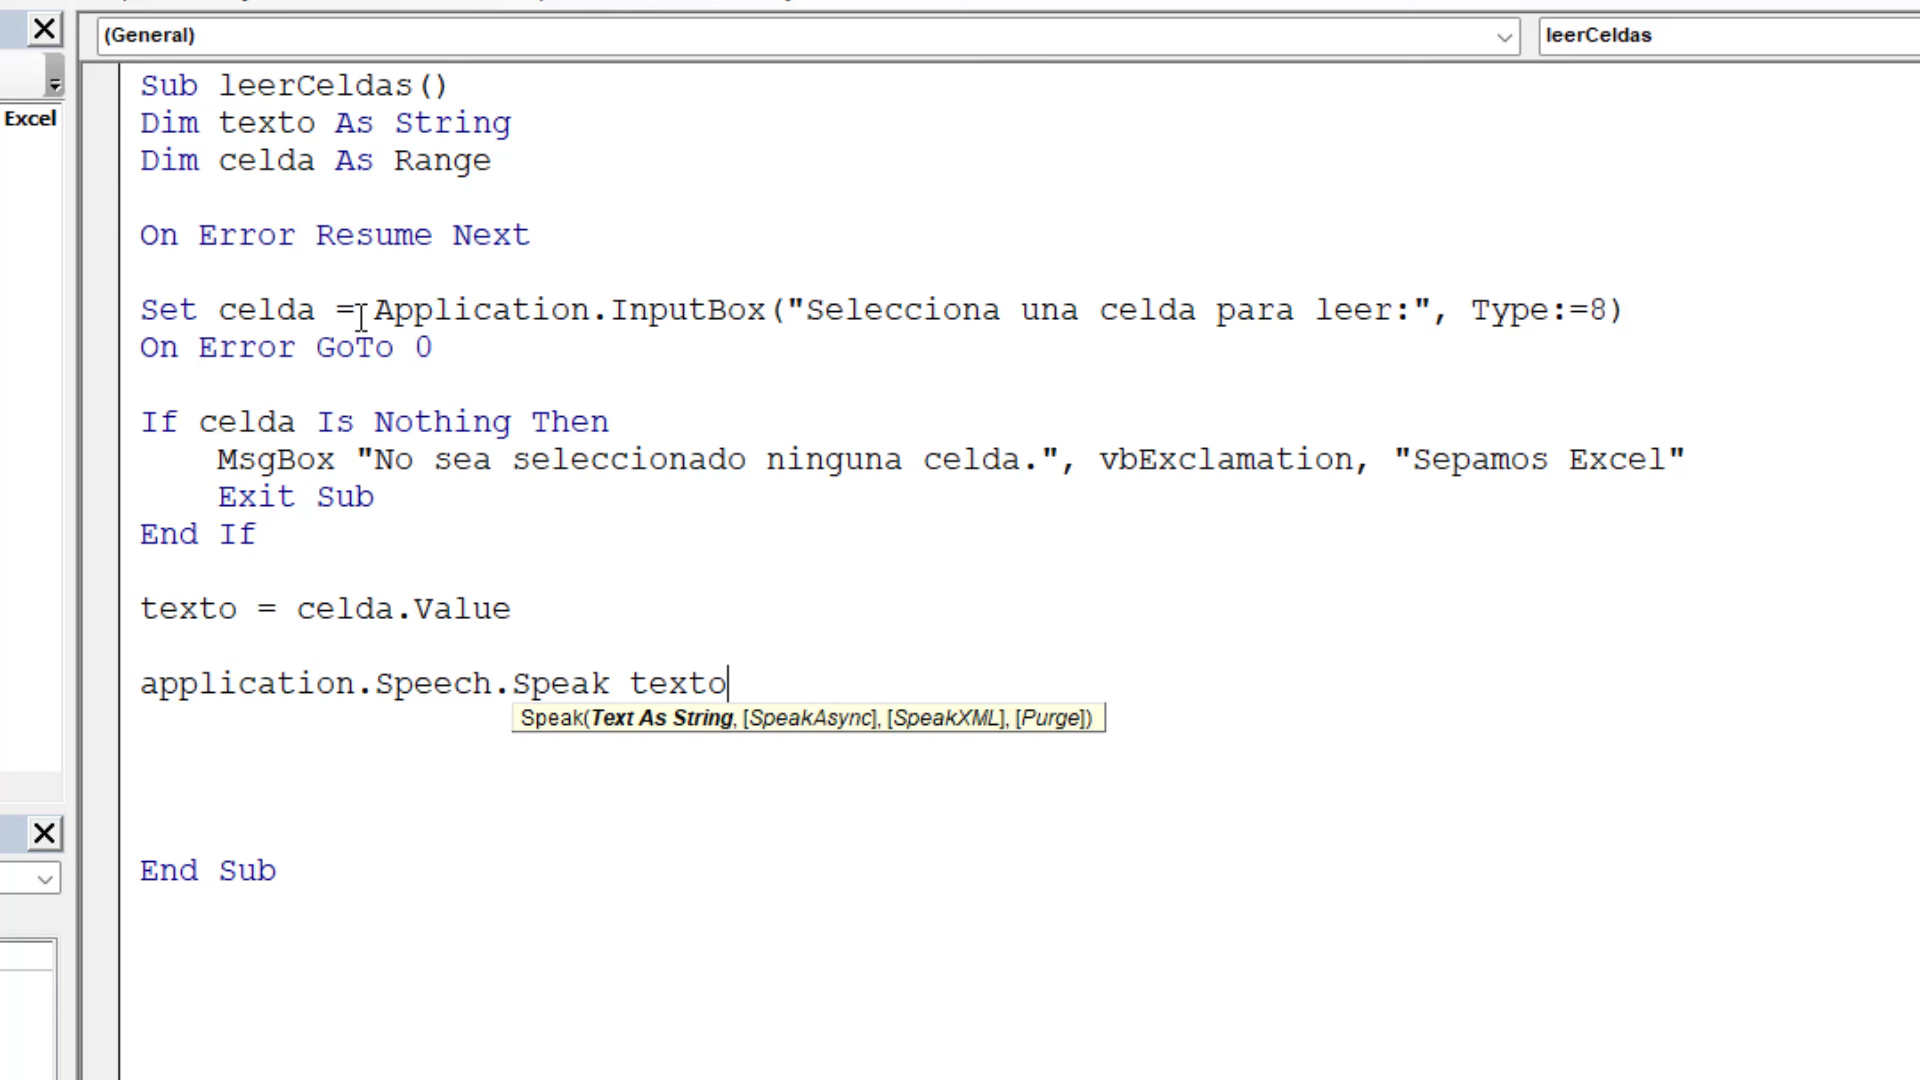 (General)
leerCeldas
Excel
Sub leerCeldas()
Dim texto As String
Dim celda As Range
On Error Resume Next
Set celda = Application.InputBox("Selecciona una celda para leer:", Type:=8)
On Error GoTo 0
If celda Is Nothing Then
MsgBox "No sea seleccionado ninguna celda.", vbExclamation, "Sepamos Excel"
Exit Sub
End If
texto = celda.Value
application.Speech.Speak texto
Speak(Text As String, [SpeakAsync], [SpeakXML], [Purge])
End Sub